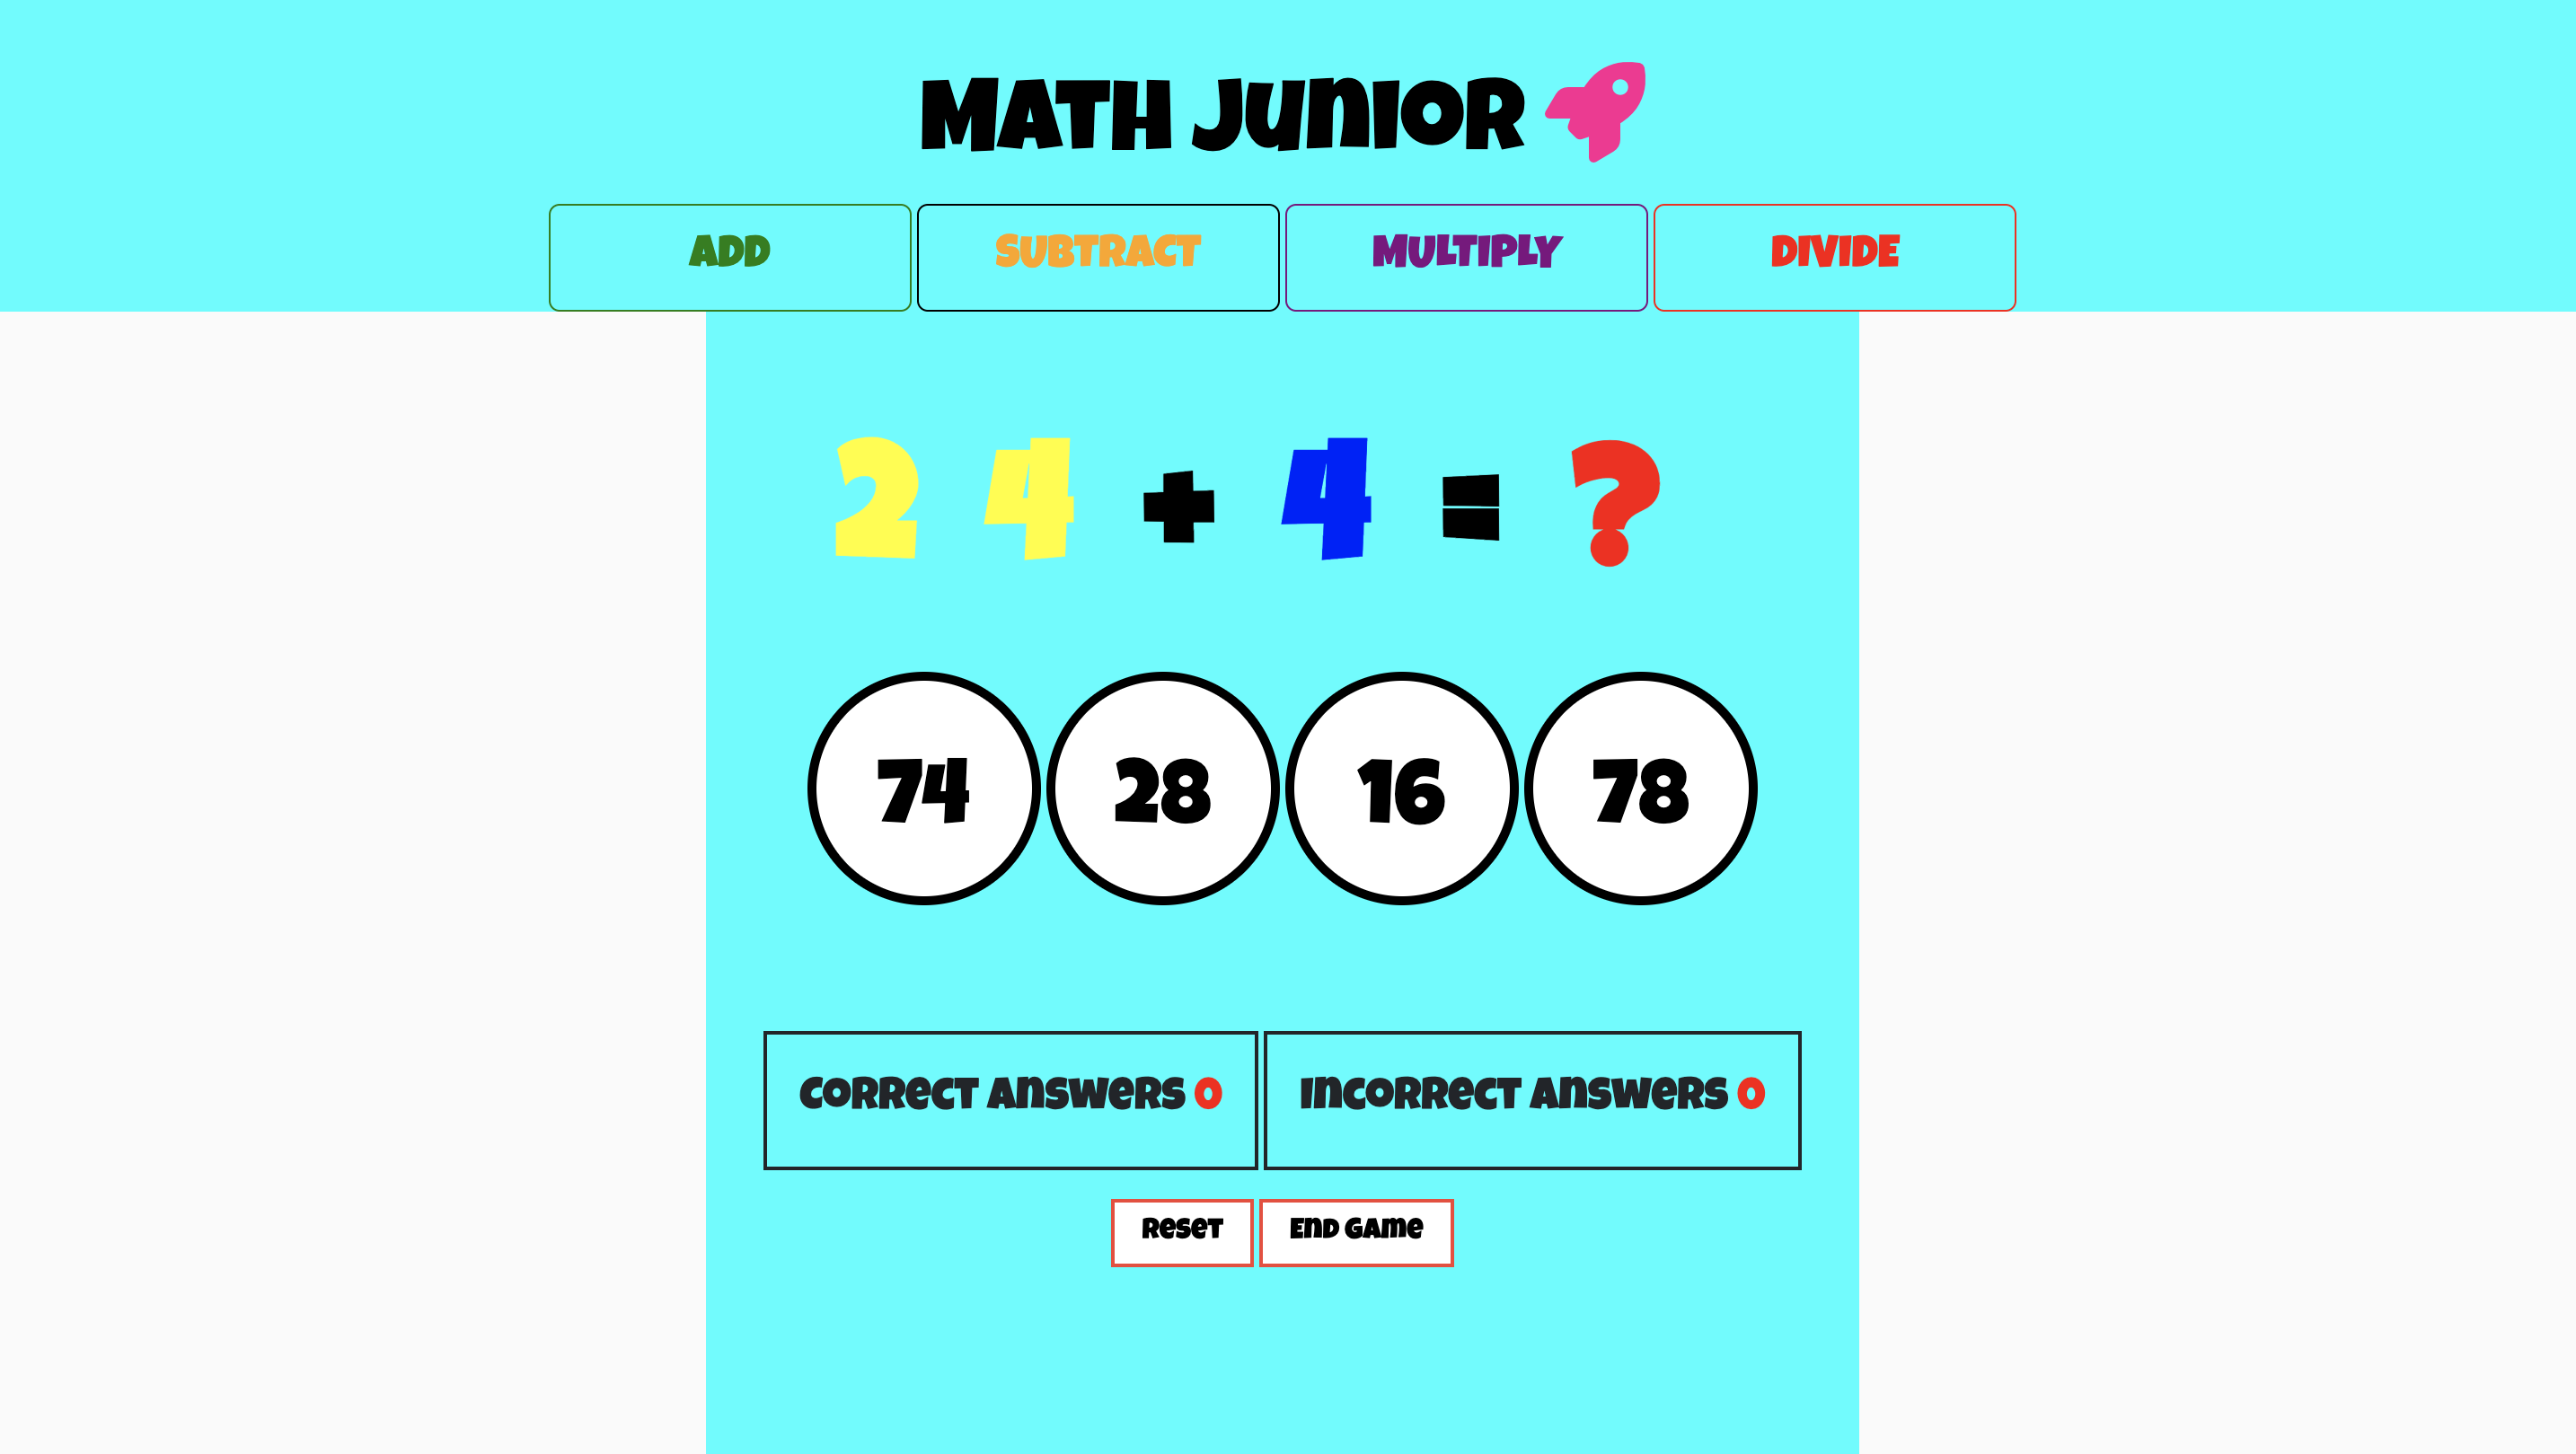 MATH Junior
ADD SUBTRACT MULTIPLY DIVIDE
2 4 + 4 = ?
74 28 16 78
Correct Answers 0 Incorrect Answers 0
Reset End Game